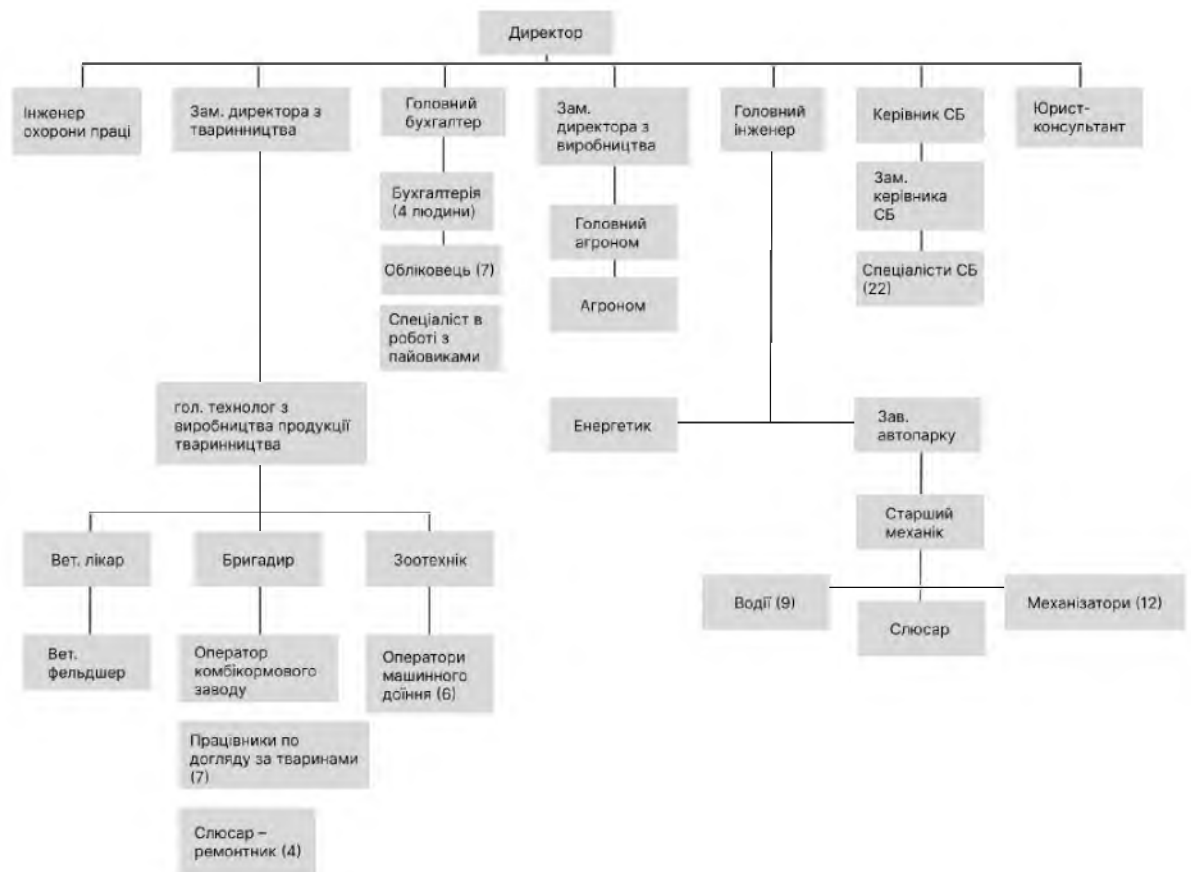 Директор
Інженер
охорони праці
Зам. директора з
тваринництва
Головний
бухгалтер
Зам.
директора з
виробництва
Головний
інженер
Керівник СБ
Юрист-
консультант
Бухгалтерія
(4 людини)
Обліковець (7)
Спеціаліст в
роботі з
пайовиками
Головний
агроном
Агроном
Зам.
керівника
СБ
Спеціалісти СБ
(22)
гол. технолог з
виробництва продукції
тваринництва
Енергетик
Зав.
автопарку
Старший
механік
Водії (9)
Слюсар
Механізатори (12)
Вет. лікар
Бригадир
Зоотехнік
Вет.
фельдшер
Оператор
комбікормового
заводу
Оператори
машинного
доїння (6)
Працівники по
догляду за тваринами
(7)
Слюсар –
ремонтник (4)